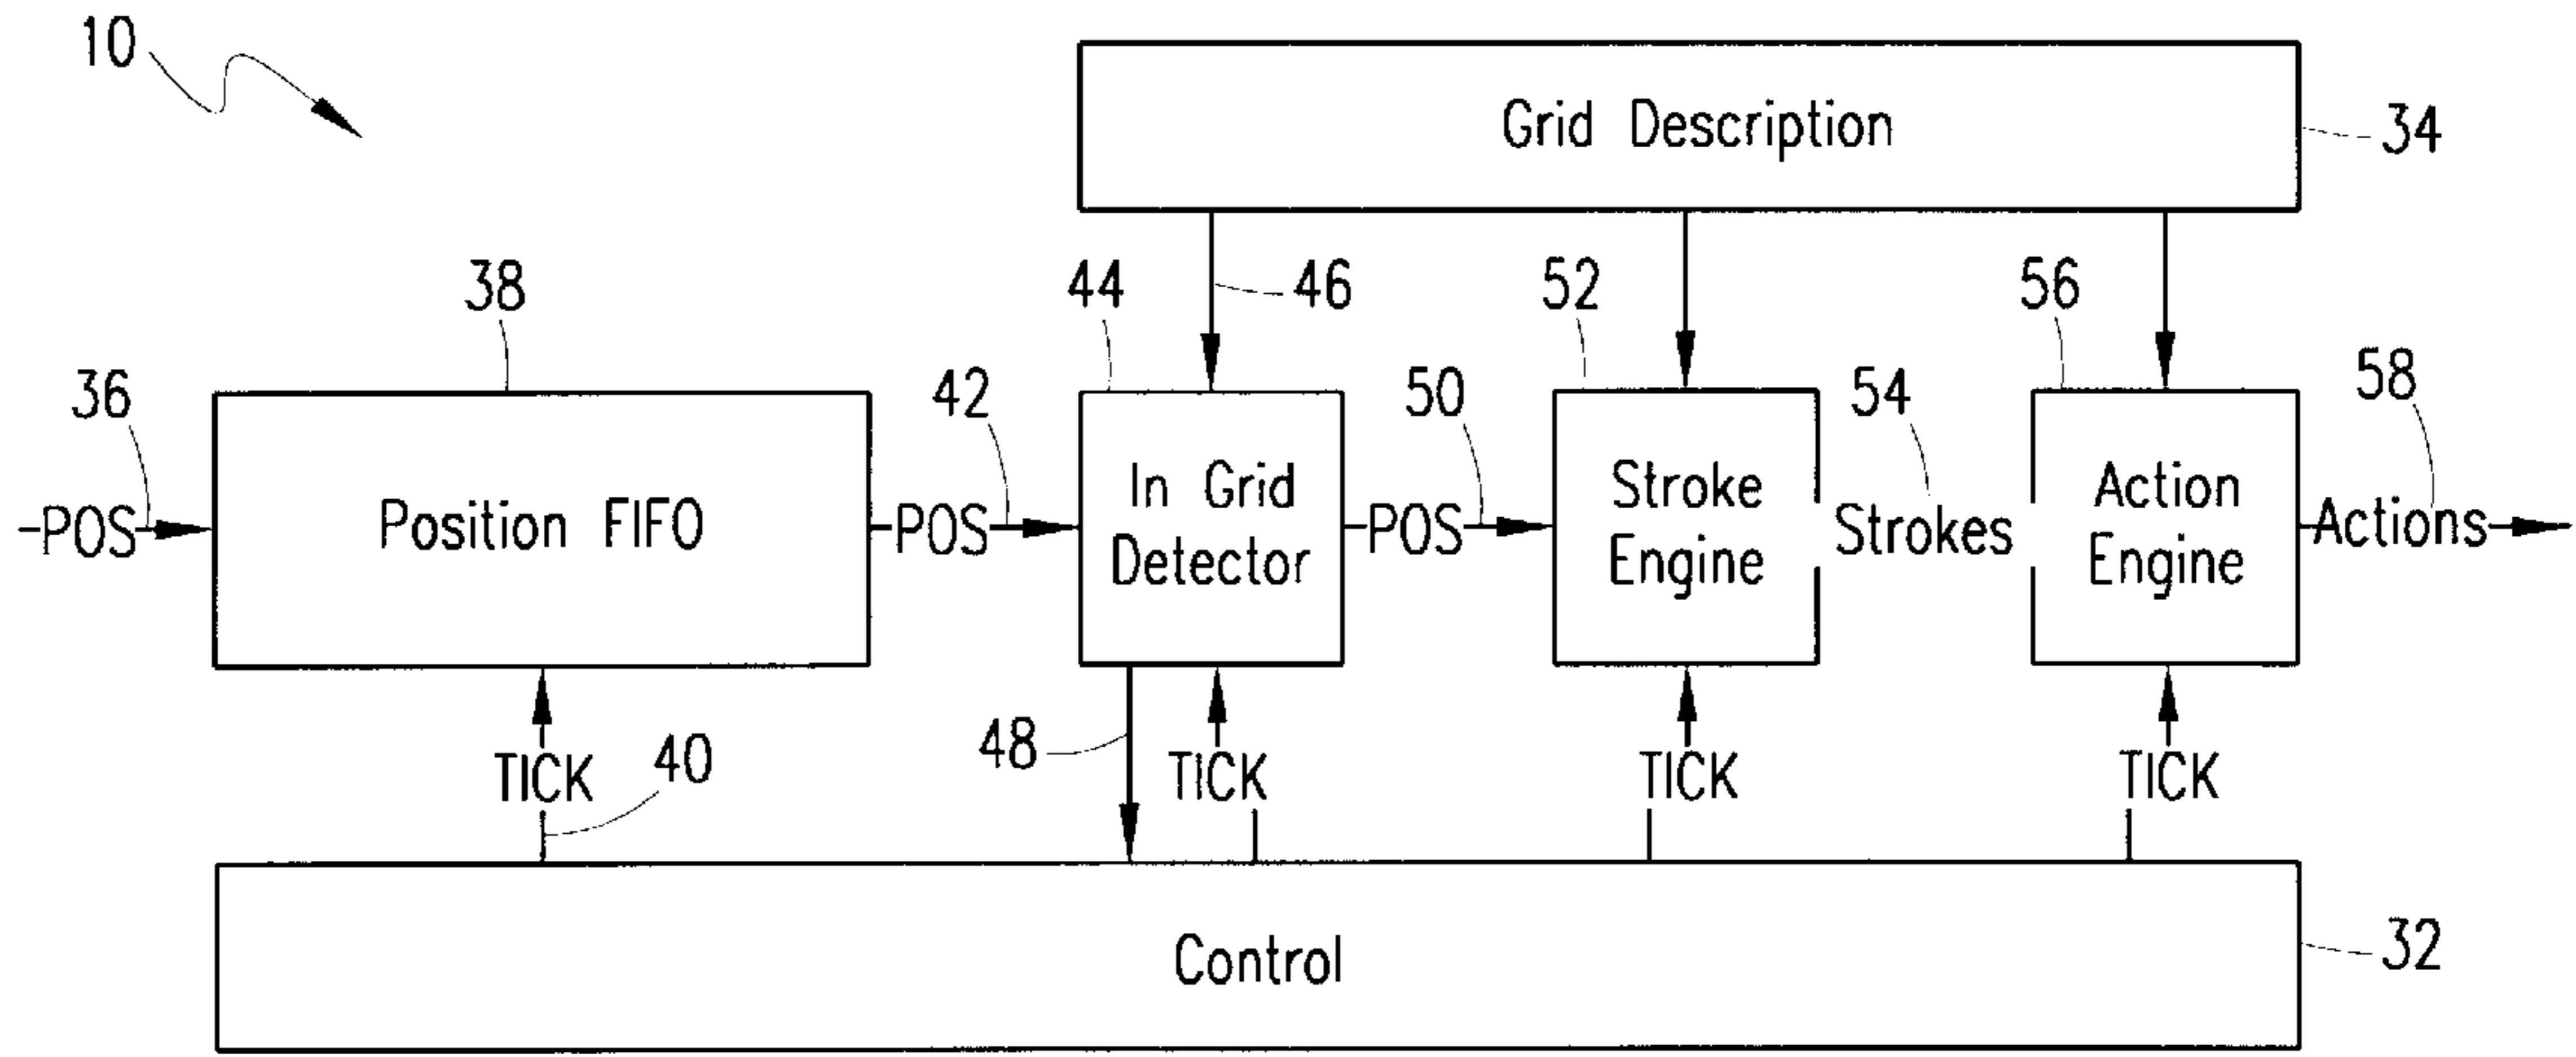 10
Grid Description
34
38
44
46
52
56
36
42
50
54
58
-POS
Position FIFO
POS
In Grid
Detector
POS
Stroke
Engine
Strokes
Action
Engine
Actions
48
TICK
40
TICK
TICK
TICK
Control
32